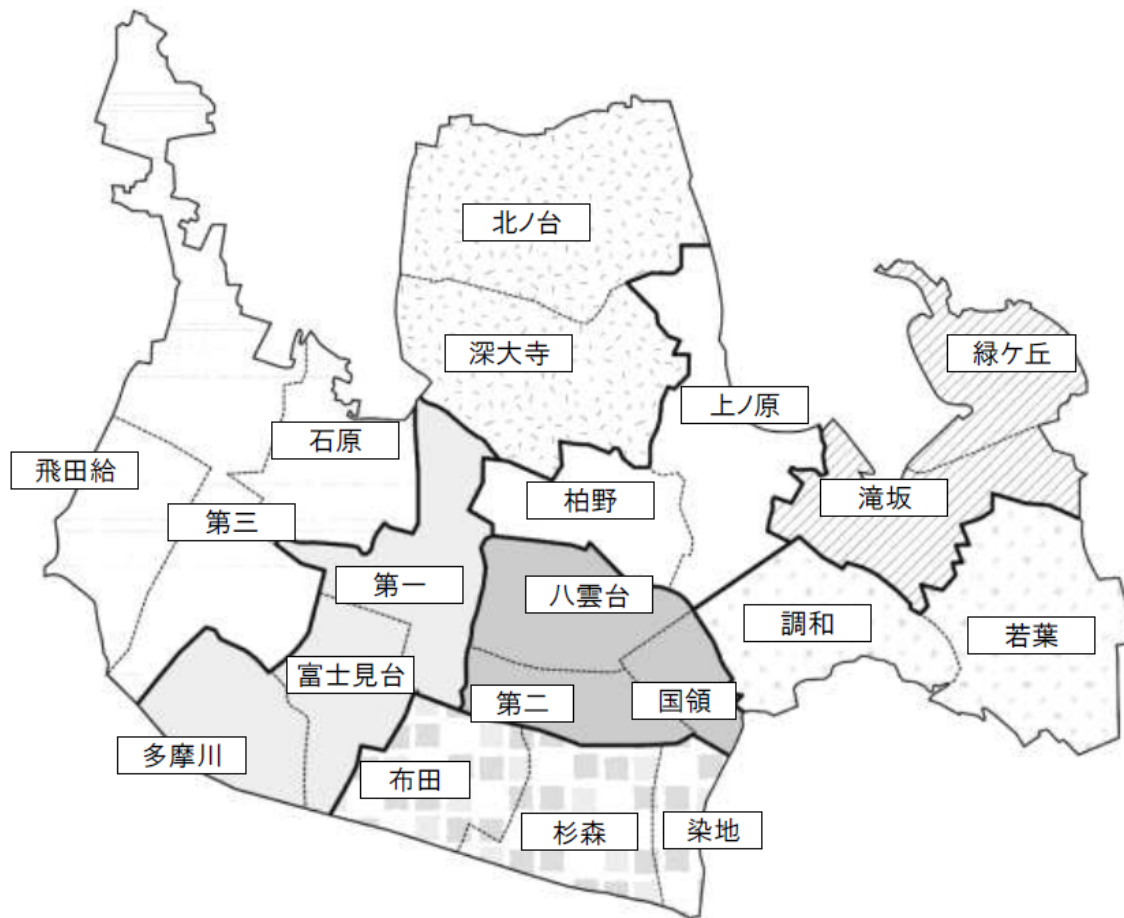 北ノ台
深大寺
緑ケ丘
上ノ原
石原
飛田給
柏野
滝坂
第三
第一
八雲台
調和
若葉
富士見台
第二
国領
多摩川
布田
杉森
染地